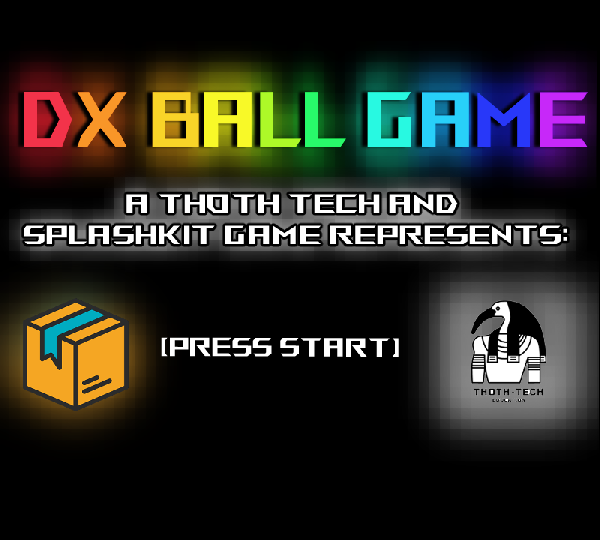 DX BALL GAME
A THOTH TECH AND
SPLASHKIT GAME REPRESENTS:
[PRESS START]
THOTH-TECH